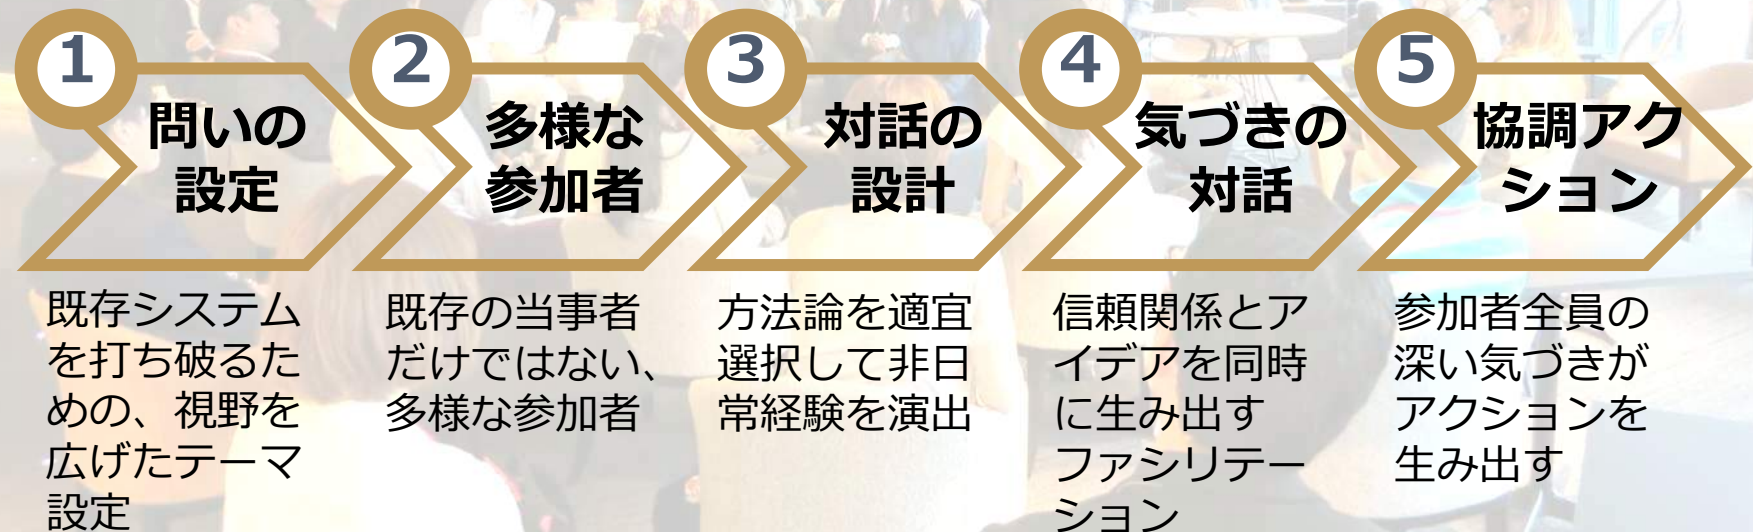 1
問いの
設定
既存システム
を打ち破るた
めの、視野を
広げたテーマ
設定
2
多様な
参加者
既存の当事者
だけではない、
多様な参加者
3
対話の
設計
方法論を適宜
選択して非日
常経験を演出
4
気づきの
対話
信頼関係とア
イデアを同時
に生み出す
ファシリテー
ション
5
協調アク
ション
参加者全員の
深い気づきが
アクションを
生み出す